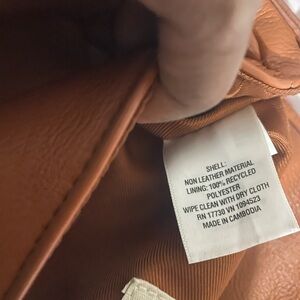 SHELL:
NON LEATHER MATERIAL
LINING: 100% RECYCLED
POLYESTER
WIPE CLEAN WITH DRY CLOTH
RN 17730 VN 1094523
MADE IN CAMBODIA